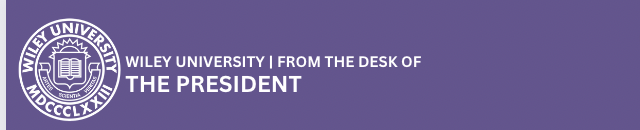 WILEY UNIVERSITY
MDCCCLXXIII
WILEY UNIVERSITY | FROM THE DESK OF
THE PRESIDENT